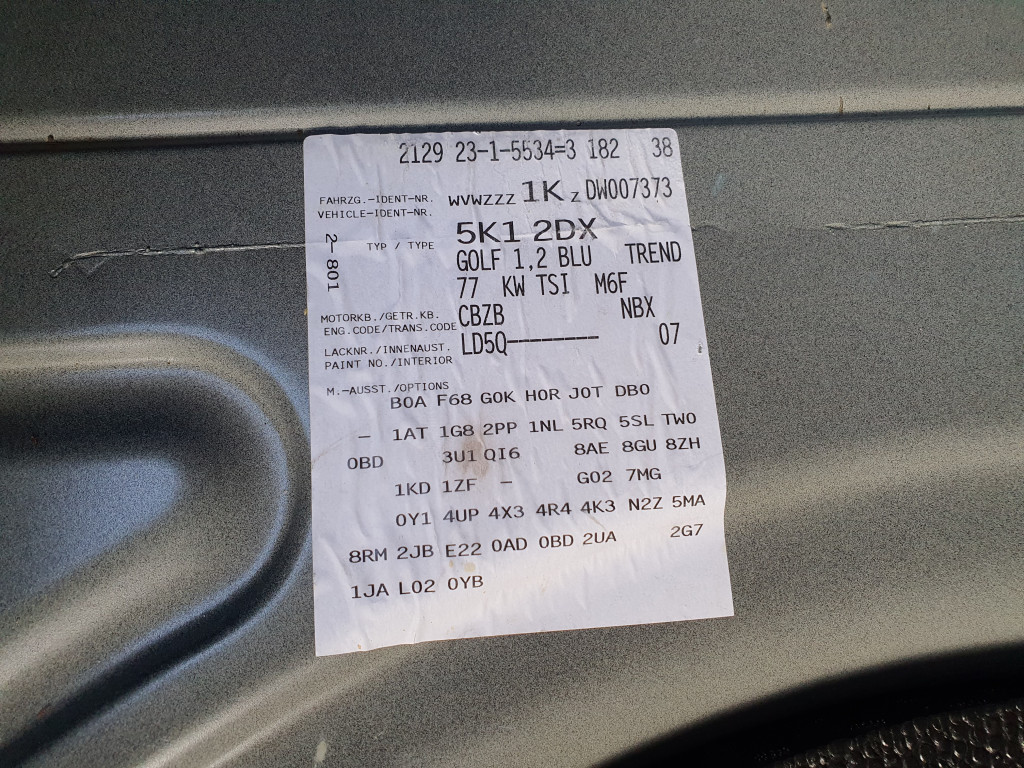 2129 23-1-5534=3 182 38
FAHRZG.-IDENT-NR.
VEHICLE-IDENT-NR.
WVWZZZ 1K Z DW007373
2-801
TYP / TYPE
5K1 2DX
GOLF 1,2 BLU TREND
77 KW TSI M6F
MOTORKB./GETR.KB.
ENG.CODE/TRANS.CODE
CBZB NBX
LACKNR./INNENAUST.
PAINT NO./INTERIOR
LD5Q-------- 07
M.-AUSST./OPTIONS
B0A F68 G0K H0R J0T DB0
- 1AT 1G8 2PP 1NL 5RQ 5SL TW0
0BD 3U1 QI6 8AE 8GU 8ZH
1KD 1ZF - G02 7MG
0Y1 4UP 4X3 4R4 4K3 N2Z 5MA
8RM 2JB E22 0AD 0BD 2UA 2G7
1JA L02 0YB